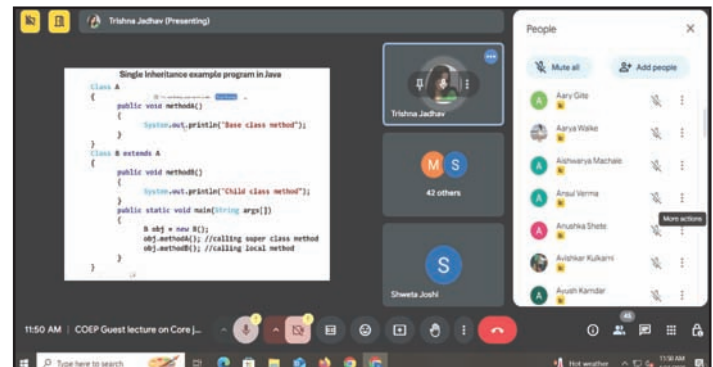 Trishna Jadhav (Presenting)
Single Inheritance example program in Java
Class A
{
public void methodA()
{
System.out.println("Base class method");
}
}
Class B extends A
{
public void methodB()
{
System.out.println("Child class method");
}
public static void main(String args[])
{
B obj = new B();
obj.methodA(); //calling super class method
obj.methodB(); //calling local method
}
}
Trishna Jadhav
M S
42 others
S
Shweta Joshi
People
Mute all
Add people
A
Aary Gite
Aarya Walke
A
Aishwarya Machale
A
Ansul Verma
More actions
A
Anushka Shete
Avishkar Kulkarni
A
Ayush Kamdar
11:50 AM | COEP Guest lecture on Core j...
45
Type here to search
Hot weather
11:50 AM